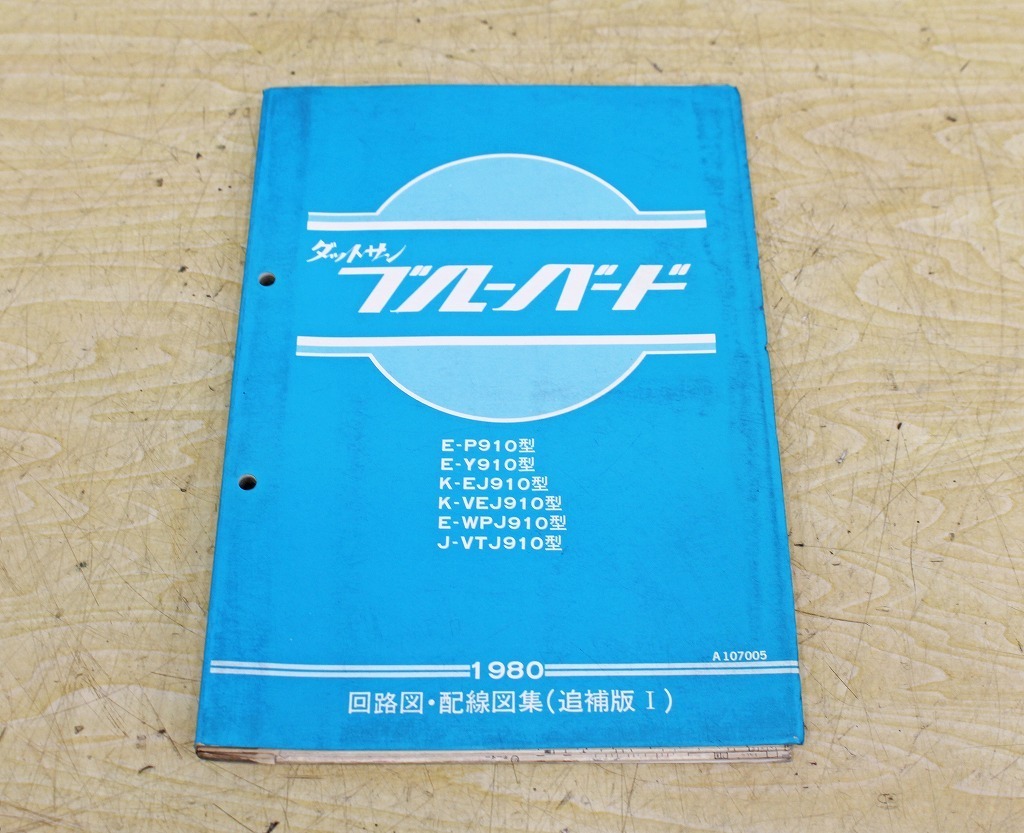 ダットサン
ブルーバード
E-P910型
E-Y910型
K-EJ910型
K-VEJ910型
E-WPJ910型
J-VTJ910型
A107005
1980
回路図・配線図集(追補版Ⅰ)